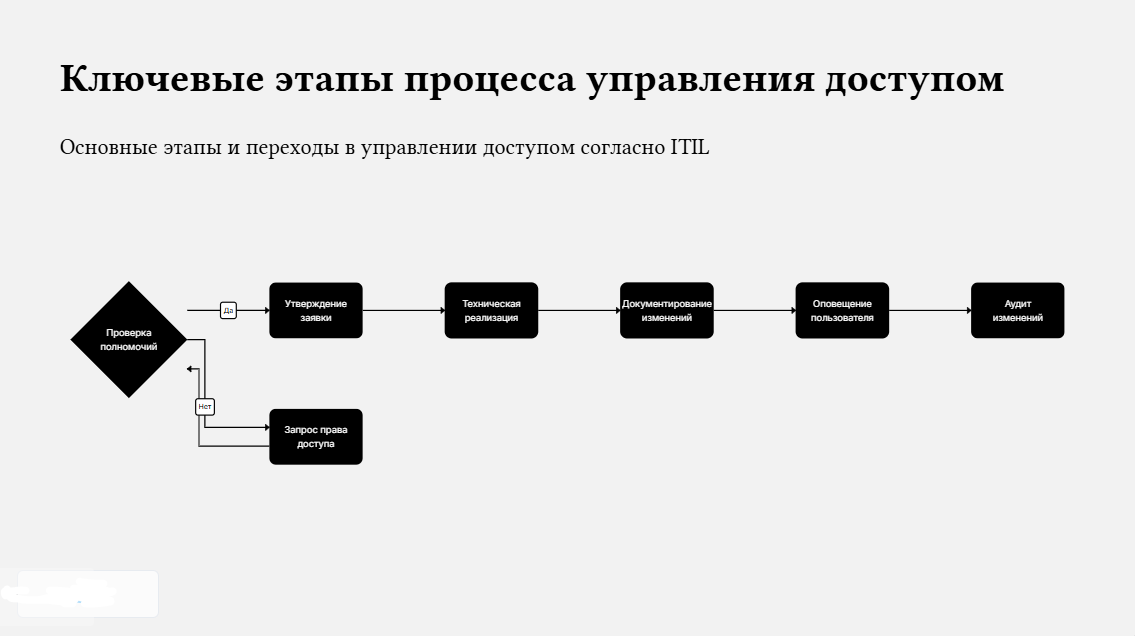 Ключевые этапы процесса управления доступом
Основные этапы и переходы в управлении доступом согласно ITIL
Проверка
полномочий
Да
Утверждение
заявки
Техническая
реализация
Документирование
изменений
Оповещение
пользователя
Аудит
изменений
Нет
Запрос права
доступа